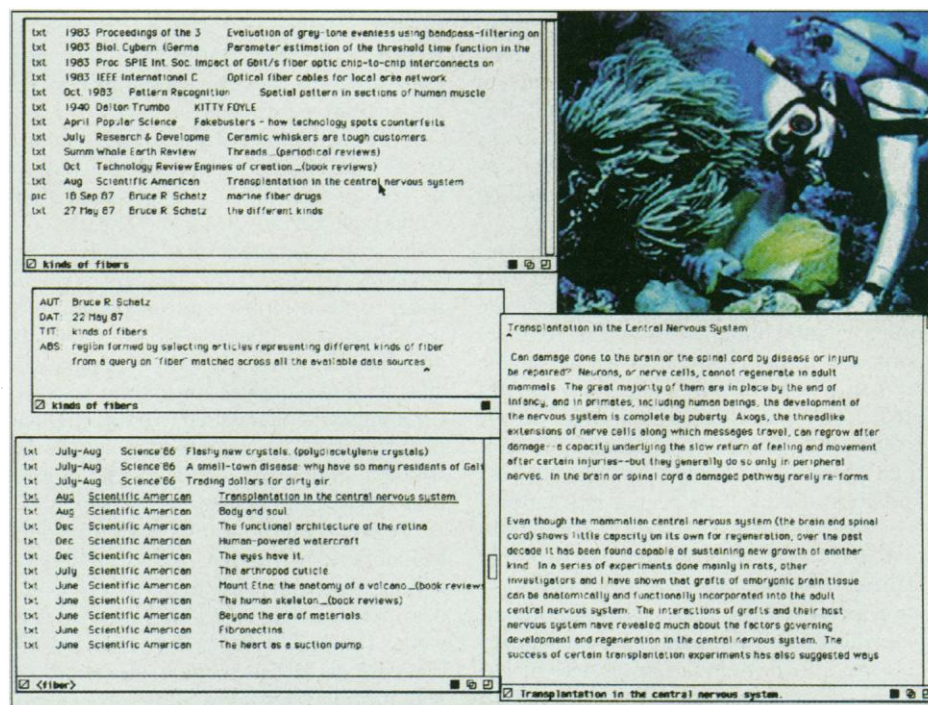 txt 1983 Proceedings of the 3 Evaluation of grey-tone eveness using bandpass-filtering on
txt 1983 Biol. Cybern. (Germe Parameter estimation of the threshold time function in the
txt 1983 Proc SPIE Int. Soc. Impact of Gbit/s fiber optic chip-to-chip interconnects on
txt 1983 IEEE International C Optical fiber cables for local area network
txt Oct. 1983 Pattern Recognition Spatial pattern in sections of human muscle
txt 1940 Dalton Trumbo KITTY FOYLE
txt April Popular Science Fakebusters - how technology spots counterfeits
txt July Research & Developme Ceramic whiskers are tough customers.
txt Summ Whole Earth Review Threads_(periodical reviews)
txt Oct Technology Review Engines of creation_(book reviews)
txt Aug Scientific American Transplantation in the central nervous system
pic 18 Sep 87 Bruce R. Schatz marine fiber drugs
txt 27 May 87 Bruce R. Schatz the different kinds
kinds of fibers
AUT: Bruce R. Schatz
DAT: 22 May 87
TIT: kinds of fibers
ABS: region formed by selecting articles representing different kinds of fiber
from a query on "fiber" matched across all the available data sources
kinds of fibers
txt July-Aug Science'86 Flashy new crystals. (polydiacetylene crystals)
txt July-Aug Science'86 A small-town disease: why have so many residents of Gali
txt July-Aug Science'86 Trading dollars for dirty air
txt Aug Scientific American Transplantation in the central nervous system.
txt Aug Scientific American Body and soul.
txt Dec Scientific American The functional architecture of the retina
txt Dec Scientific American Human-powered watercraft
txt Dec Scientific American The eyes have it.
txt July Scientific American The arthropod cuticle
txt June Scientific American Mount Etna: the anatomy of a volcano_(book reviews
txt June Scientific American The human skeleton_(book reviews)
txt June Scientific American Beyond the era of materials.
txt June Scientific American Fibronectins.
txt June Scientific American The heart as a suction pump.
<fiber>
Transplantation in the Central Nervous System
Can damage done to the brain or the spinal cord by disease or injury
be repaired? Neurons, or nerve cells, cannot regenerate in adult
mammals. The great majority of them are in place by the end of
infancy, and in primates, including human beings, the development of
the nervous system is complete by puberty. Axogs, the threadlike
extensions of nerve cells along which messages travel, can regrow after
damage--a capacity underlying the slow return of feeling and movement
after certain injuries--but they generally do so only in peripheral
nerves. In the brain or spinal cord a damaged pathway rarely re-forms
Even though the mammalian central nervous system (the brain and spinal
cord) shows little capacity on its own for regeneration, over the past
decade it has been found capable of sustaining new growth of another
kind. In a series of experiments done mainly in rats, other
investigators and I have shown that grafts of embryonic brain tissue
can be anatomically and functionally incorporated into the adult
central nervous system. The interactions of grafts and their host
nervous system have revealed much about the factors governing
development and regeneration in the central nervous system. The
success of certain transplantation experiments has also suggested ways
Transplantation in the central nervous system.